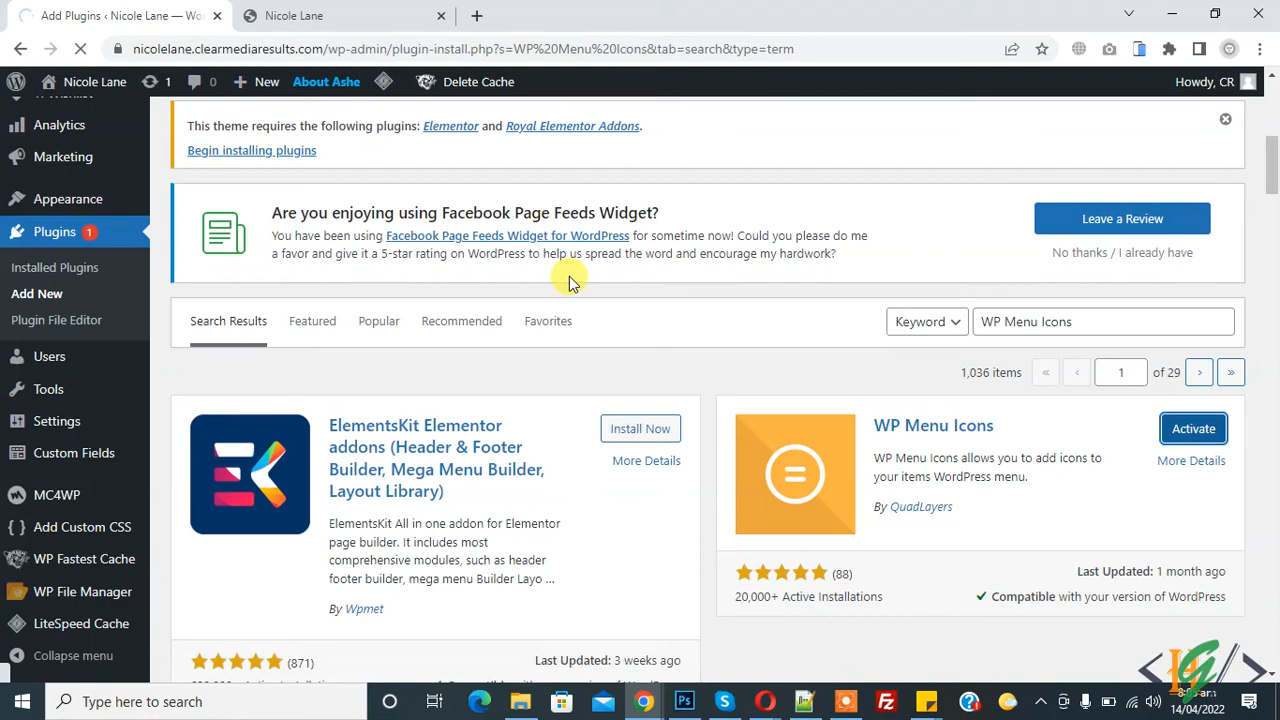 Add Plugins ‹ Nicole Lane — Wo
Nicole Lane
nicolelane.clearmediaresults.com/wp-admin/plugin-install.php?s=WP%20Menu%20Icons&tab=search&type=term
Nicole Lane
1
0
+ New
About Ashe
Delete Cache
Howdy, CR
Analytics
Marketing
Appearance
Plugins 1
Installed Plugins
Add New
Plugin File Editor
Users
Tools
Settings
Custom Fields
MC4WP
Add Custom CSS
WP Fastest Cache
WP File Manager
LiteSpeed Cache
Collapse menu
This theme requires the following plugins: Elementor and Royal Elementor Addons.
Begin installing plugins
Are you enjoying using Facebook Page Feeds Widget?
You have been using Facebook Page Feeds Widget for WordPress for sometime now! Could you please do me
a favor and give it a 5-star rating on WordPress to help us spread the word and encourage my hardwork?
Leave a Review
No thanks / I already have
Search Results
Featured
Popular
Recommended
Favorites
Keyword
WP Menu Icons
1,036 items
«
‹
1
of 29
›
»
ElementsKit Elementor
addons (Header & Footer
Builder, Mega Menu Builder,
Layout Library)
Install Now
More Details
ElementsKit All in one addon for Elementor
page builder. It includes most
comprehensive modules, such as header
footer builder, mega menu Builder Layo ...
By Wpmet
(871)
Last Updated: 3 weeks ago
WP Menu Icons
Activate
More Details
WP Menu Icons allows you to add icons to
your items WordPress menu.
By QuadLayers
(88)
Last Updated: 1 month ago
20,000+ Active Installations
Compatible with your version of WordPress
Type here to search
14/04/2022